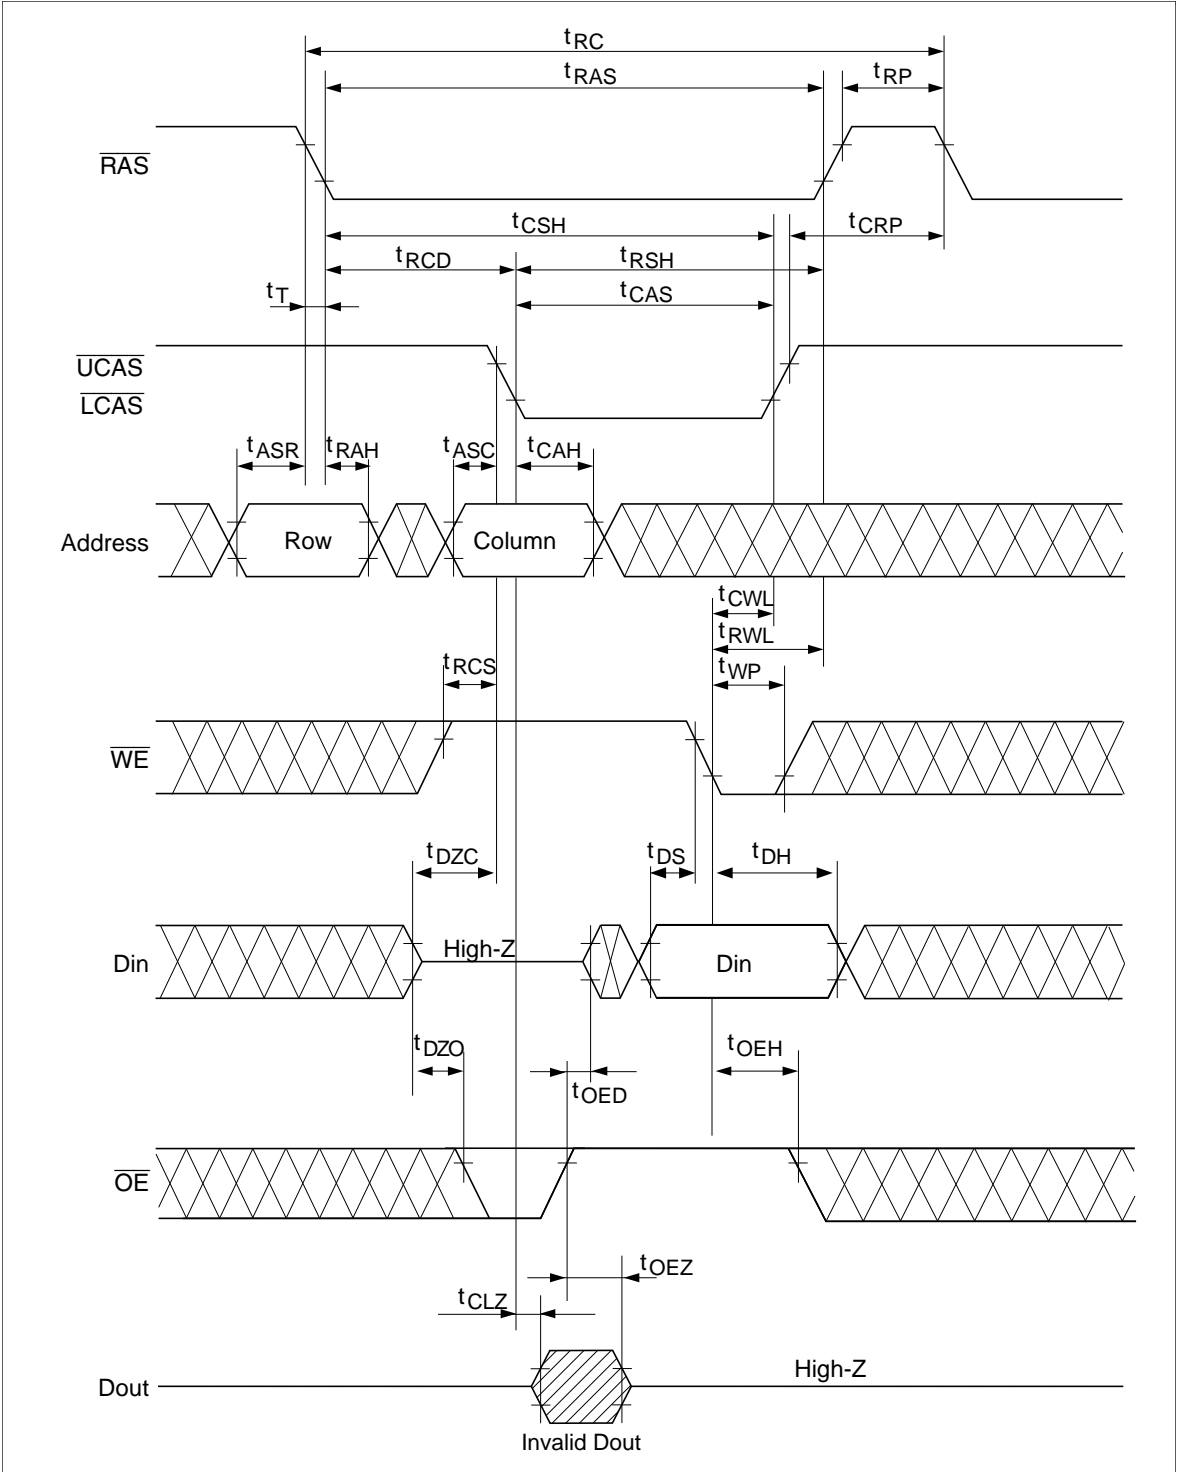 tRC
tRAS
tRP
RAS
tCSH
tCRP
tRCD
tRSH
tT
tCAS
UCAS
LCAS
tASR
tRAH
tASC
tCAH
Address
Row
Column
tCWL
tRWL
tRCS
tWP
WE
tDZC
tDS
tDH
High-Z
Din
Din
tDZO
tOEH
tOED
OE
tOEZ
tCLZ
High-Z
Dout
Invalid Dout